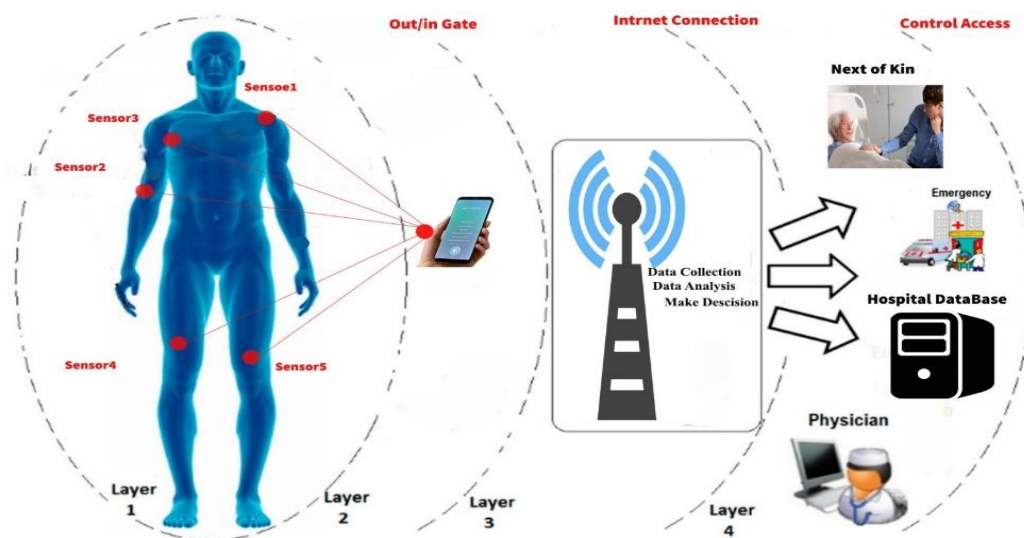 Out/in Gate
Intrnet Connection
Control Access
Next of Kin
Sensoe1
Sensor3
Sensor2
Emergency
Data Collection
Data Analysis
Make Descision
Hospital DataBase
Sensor4
Sensor5
Physician
Layer
1
Layer
2
Layer
3
Layer
4